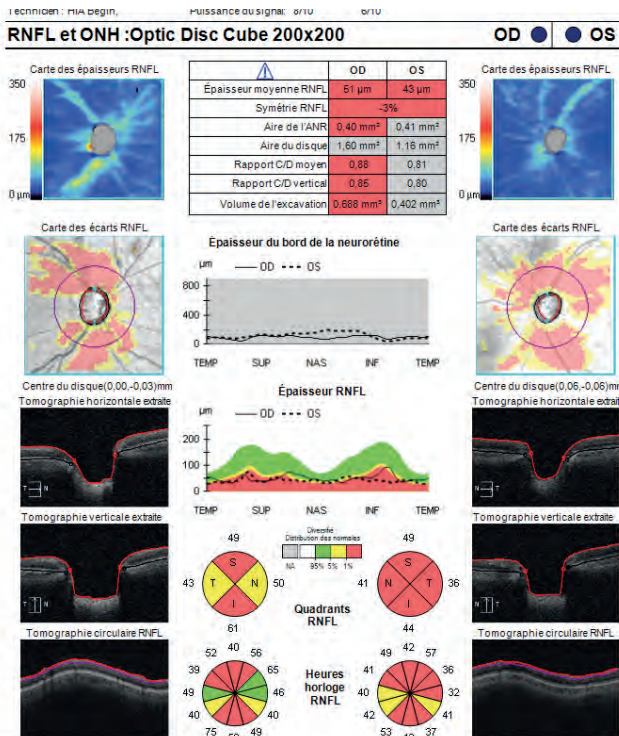 Technicien : HIA Begin, Puissance du signal: 8/10 6/10
RNFL et ONH :Optic Disc Cube 200x200 OD OS
Carte des épaisseurs RNFL
350
175
0 µm
OD OS
Épaisseur moyenne RNFL 51 µm 43 µm
Symétrie RNFL -3%
Aire de l'ANR 0,40 mm² 0,41 mm²
Aire du disque 1,60 mm² 1,16 mm²
Rapport C/D moyen 0,86 0,81
Rapport C/D vertical 0,85 0,80
Volume de l'excavation 0,688 mm³ 0,402 mm³
Carte des épaisseurs RNFL
350
175
0 µm
Carte des écarts RNFL
Centre du disque(0,00,-0,03)mm
Épaisseur du bord de la neurorétine
µm OD OS
800
400
0
TEMP SUP NAS INF TEMP
Carte des écarts RNFL
Centre du disque(0,06,-0,06)mm
Tomographie horizontale extraite
T N
Tomographie verticale extraite
T N
Tomographie circulaire RNFL
Épaisseur RNFL
µm OD OS
200
100
0
TEMP SUP NAS INF TEMP
Diversifié :
Distribution des normales
NA 95% 5% 1%
49
43 T S N I 50
61
49
41 N S T I 36
44
Quadrants
RNFL
40
52 56
39 65
49 46
40 40
75 49
Heures
horloge
RNFL
42
49 57
41 36
40 32
42 41
53 37
Tomographie horizontale extrait
T N
Tomographie verticale extraite
T N
Tomographie circulaire RNFL